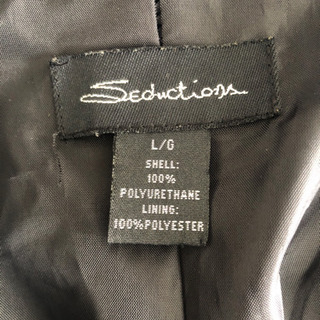 Seductions
L/G
SHELL:
100%
POLYURETHANE
LINING:
100%POLYESTER